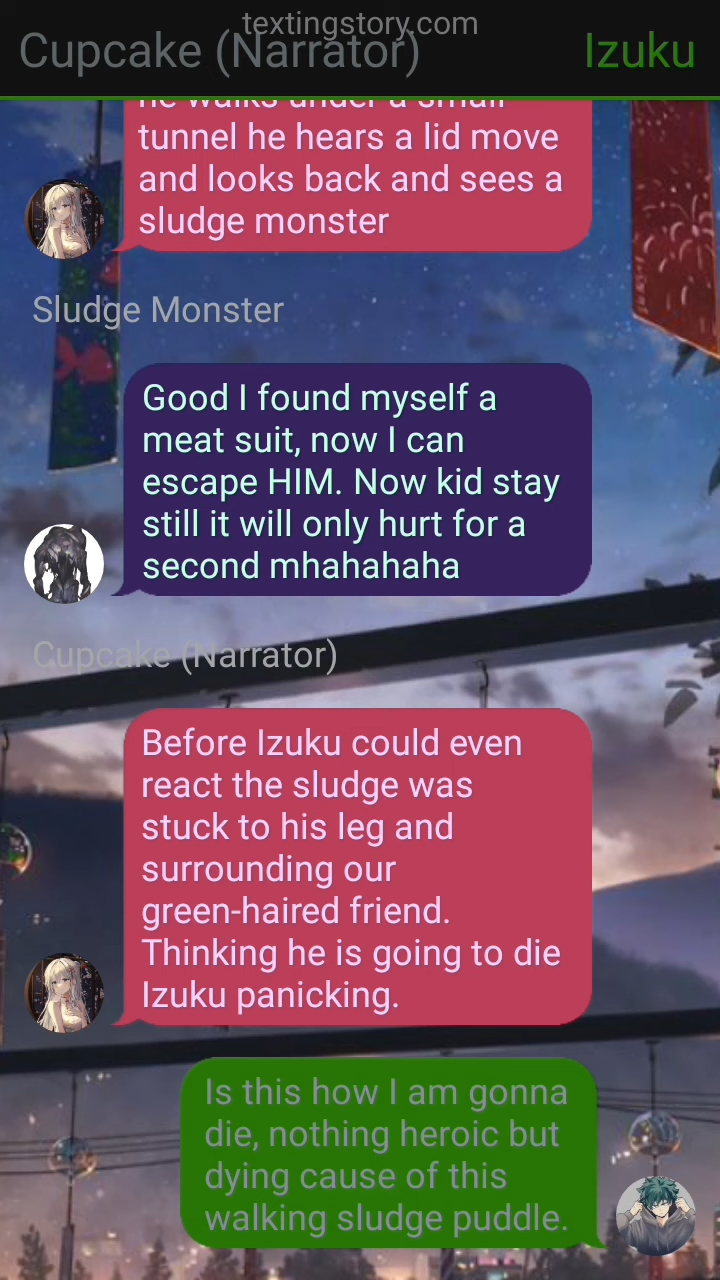 textingstory.com
Cupcake (Narrator)
Izuku
he walks under a small
tunnel he hears a lid move
and looks back and sees a
sludge monster
Sludge Monster
Good I found myself a
meat suit, now I can
escape HIM. Now kid stay
still it will only hurt for a
second mhahahaha
Cupcake (Narrator)
Before Izuku could even
react the sludge was
stuck to his leg and
surrounding our
green-haired friend.
Thinking he is going to die
Izuku panicking.
Is this how I am gonna
die, nothing heroic but
dying cause of this
walking sludge puddle.